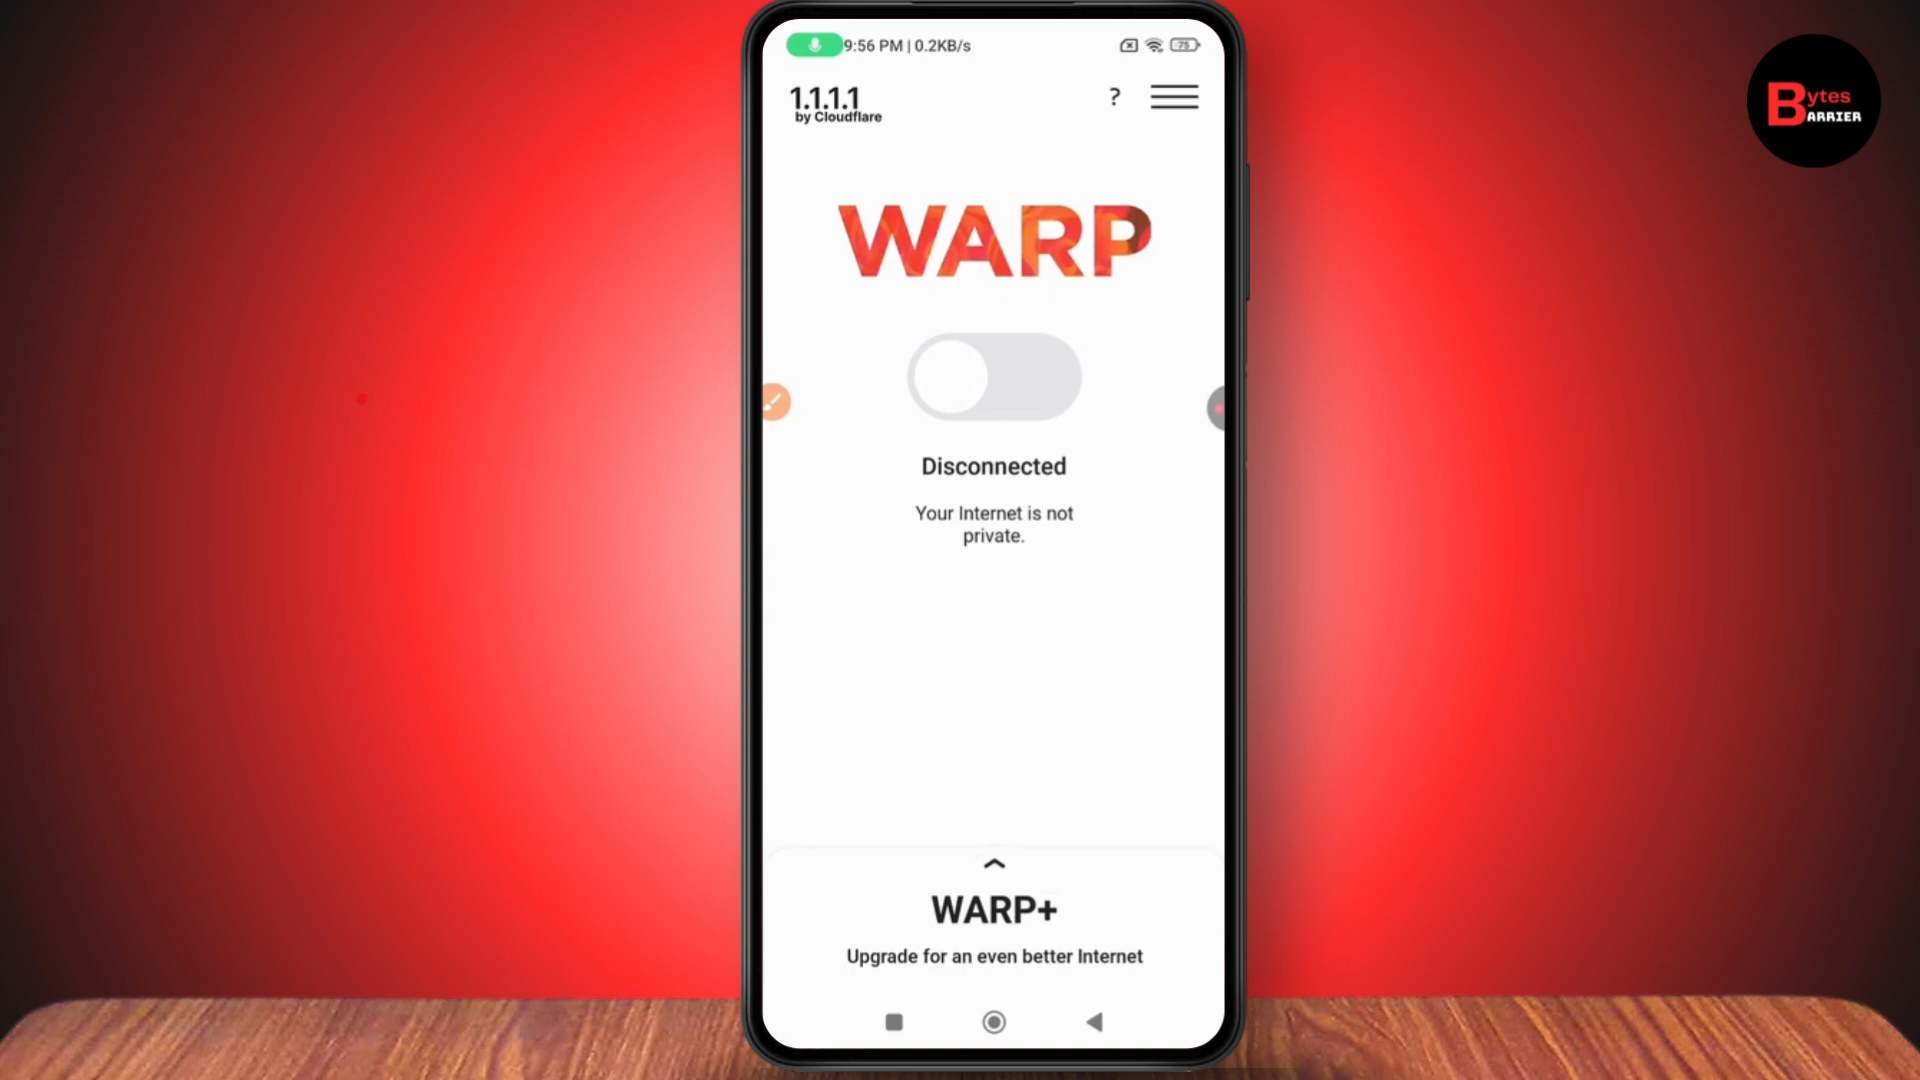 9:56 PM | 0.2KB/s
75
1.1.1.1
by Cloudflare
?
WARP
Disconnected
Your Internet is not
private.
WARP+
Upgrade for an even better Internet
Bytes
BARRIER